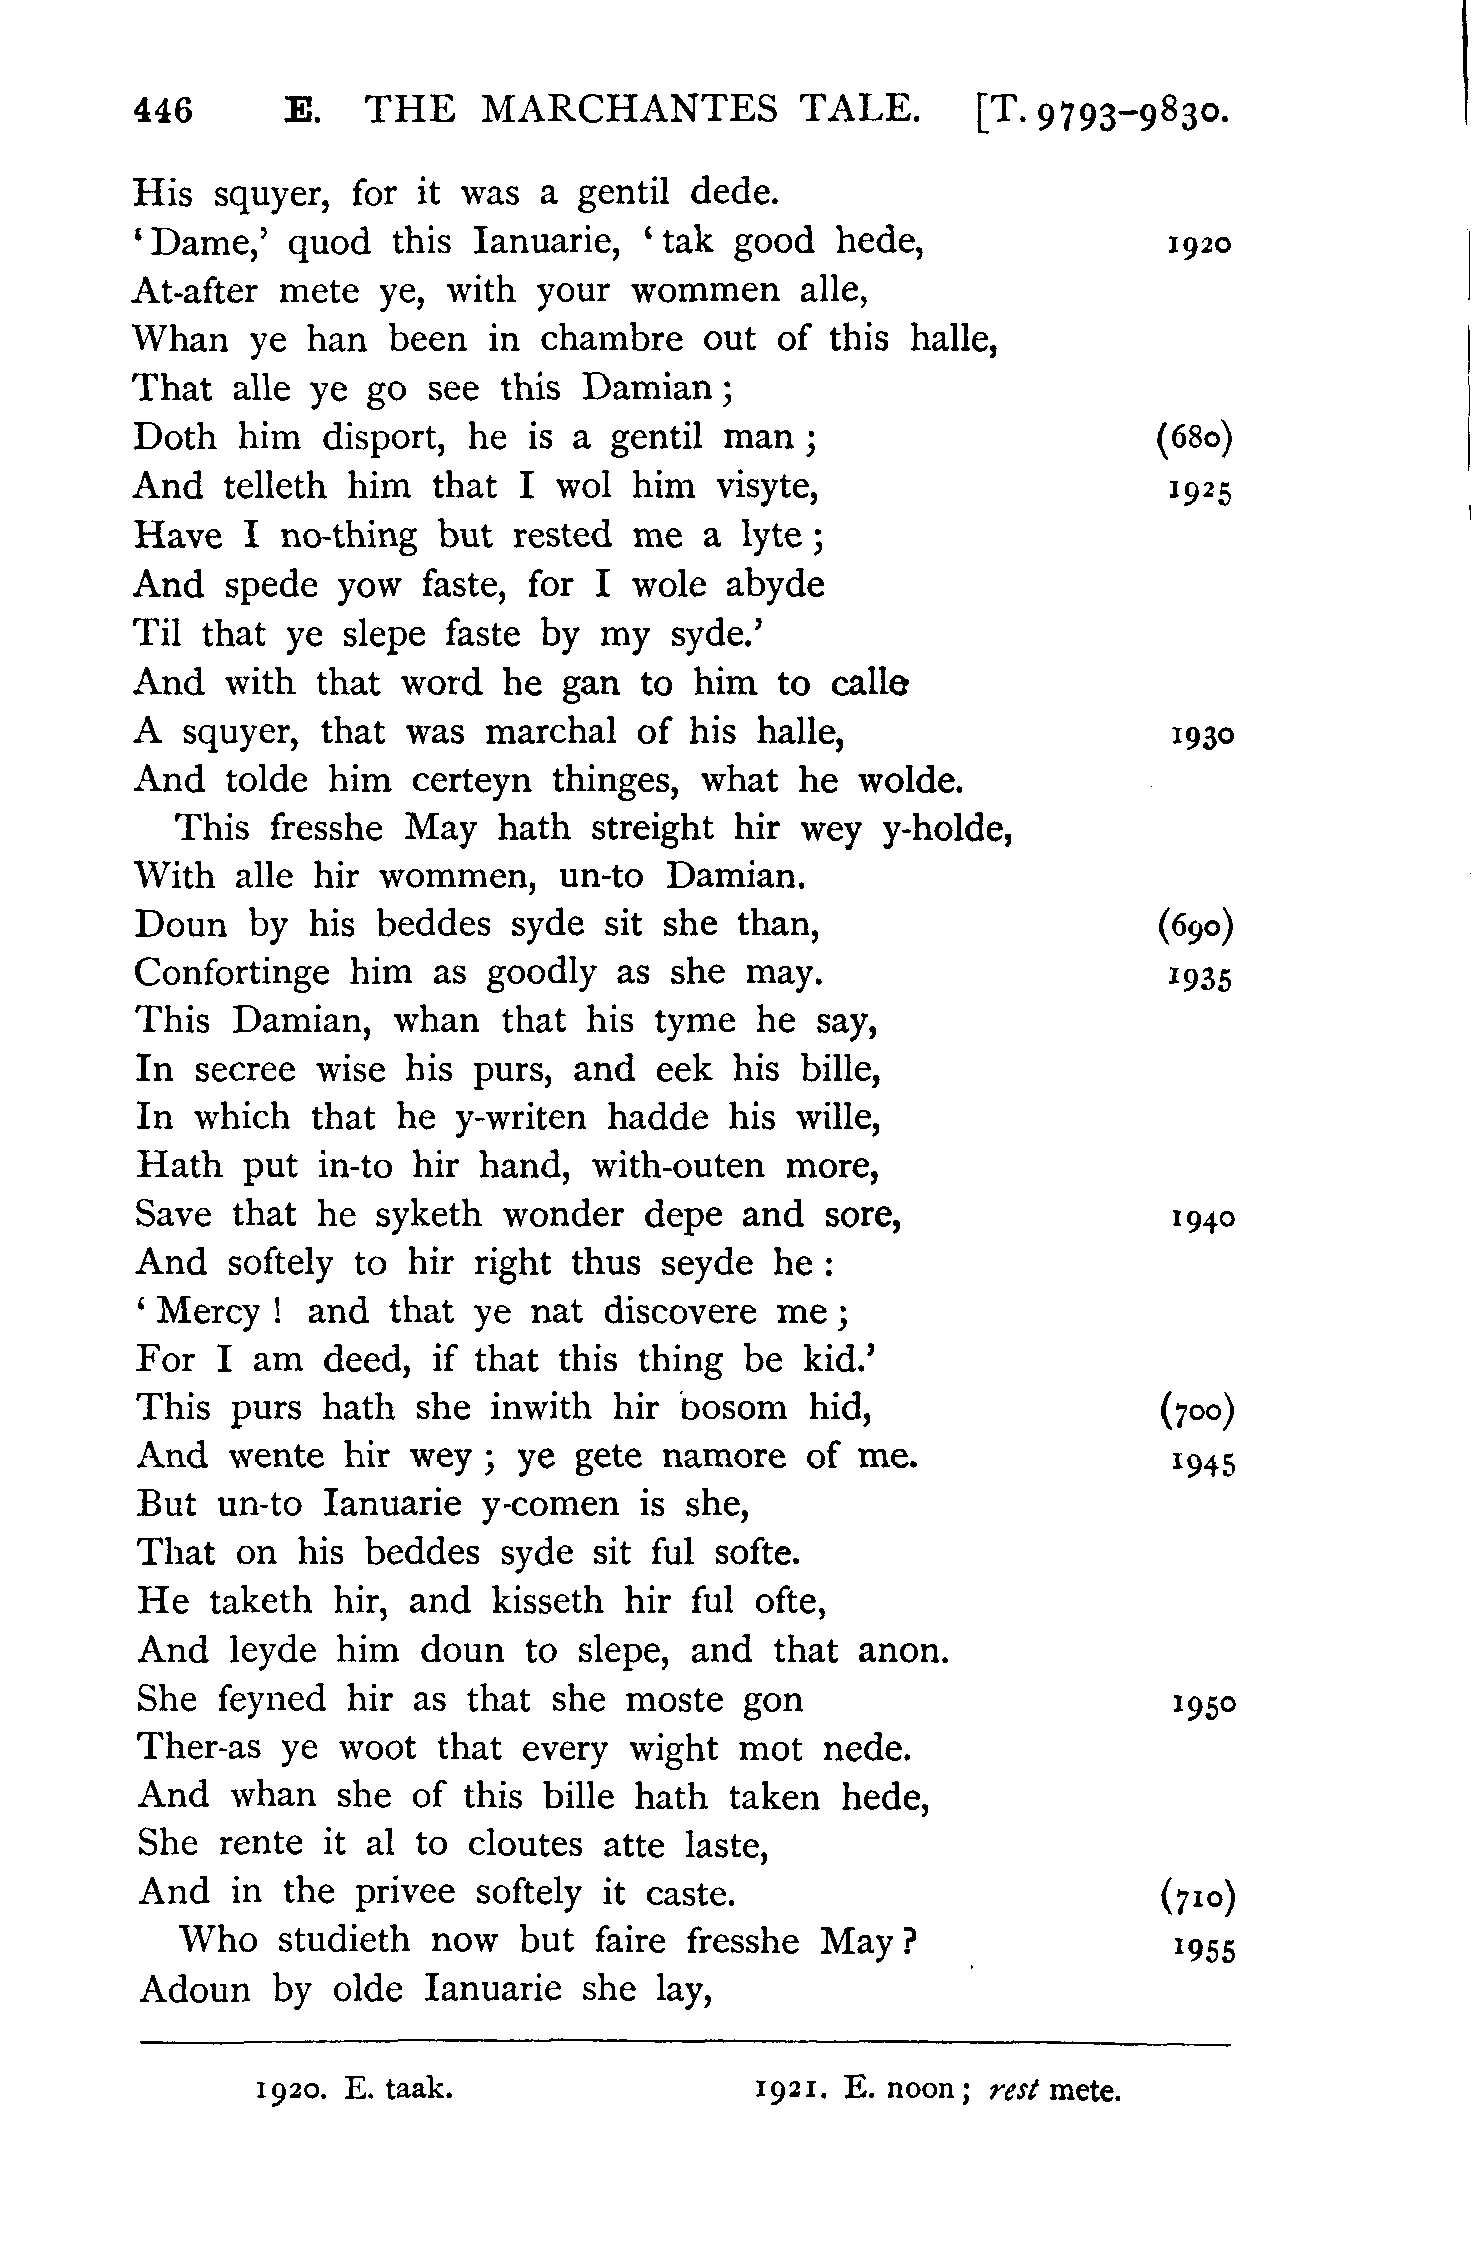 446 E. THE MARCHANTES TALE. [T. 9793–9830.
His squyer, for it was a gentil dede.
‘Dame,’ quod this Ianuarie, ‘tak good hede, 1920
At-after mete ye, with your wommen alle,
Whan ye han been in chambre out of this halle,
That alle ye go see this Damian;
Doth him disport, he is a gentil man; (680)
And telleth him that I wol him visyte, 1925
Have I no-thing but rested me a lyte;
And spede yow faste, for I wole abyde
Til that ye slepe faste by my syde.’
And with that word he gan to him to calle
A squyer, that was marchal of his halle, 1930
And tolde him certeyn thinges, what he wolde.
This fresshe May hath streight hir wey y-holde,
With alle hir wommen, un-to Damian.
Doun by his beddes syde sit she than, (690)
Confortinge him as goodly as she may. 1935
This Damian, whan that his tyme he say,
In secree wise his purs, and eek his bille,
In which that he y-writen hadde his wille,
Hath put in-to hir hand, with-outen more,
Save that he syketh wonder depe and sore, 1940
And softely to hir right thus seyde he:
‘Mercy! and that ye nat discovere me;
For I am deed, if that this thing be kid.’
This purs hath she inwith hir bosom hid, (700)
And wente hir wey; ye gete namore of me. 1945
But un-to Ianuarie y-comen is she,
That on his beddes syde sit ful softe.
He taketh hir, and kisseth hir ful ofte,
And leyde him doun to slepe, and that anon.
She feyned hir as that she moste gon 1950
Ther-as ye woot that every wight mot nede.
And whan she of this bille hath taken hede,
She rente it al to cloutes atte laste,
And in the privee softely it caste. (710)
Who studieth now but faire fresshe May? 1955
Adoun by olde Ianuarie she lay,
1920. E. taak. 1921. E. noon; rest mete.